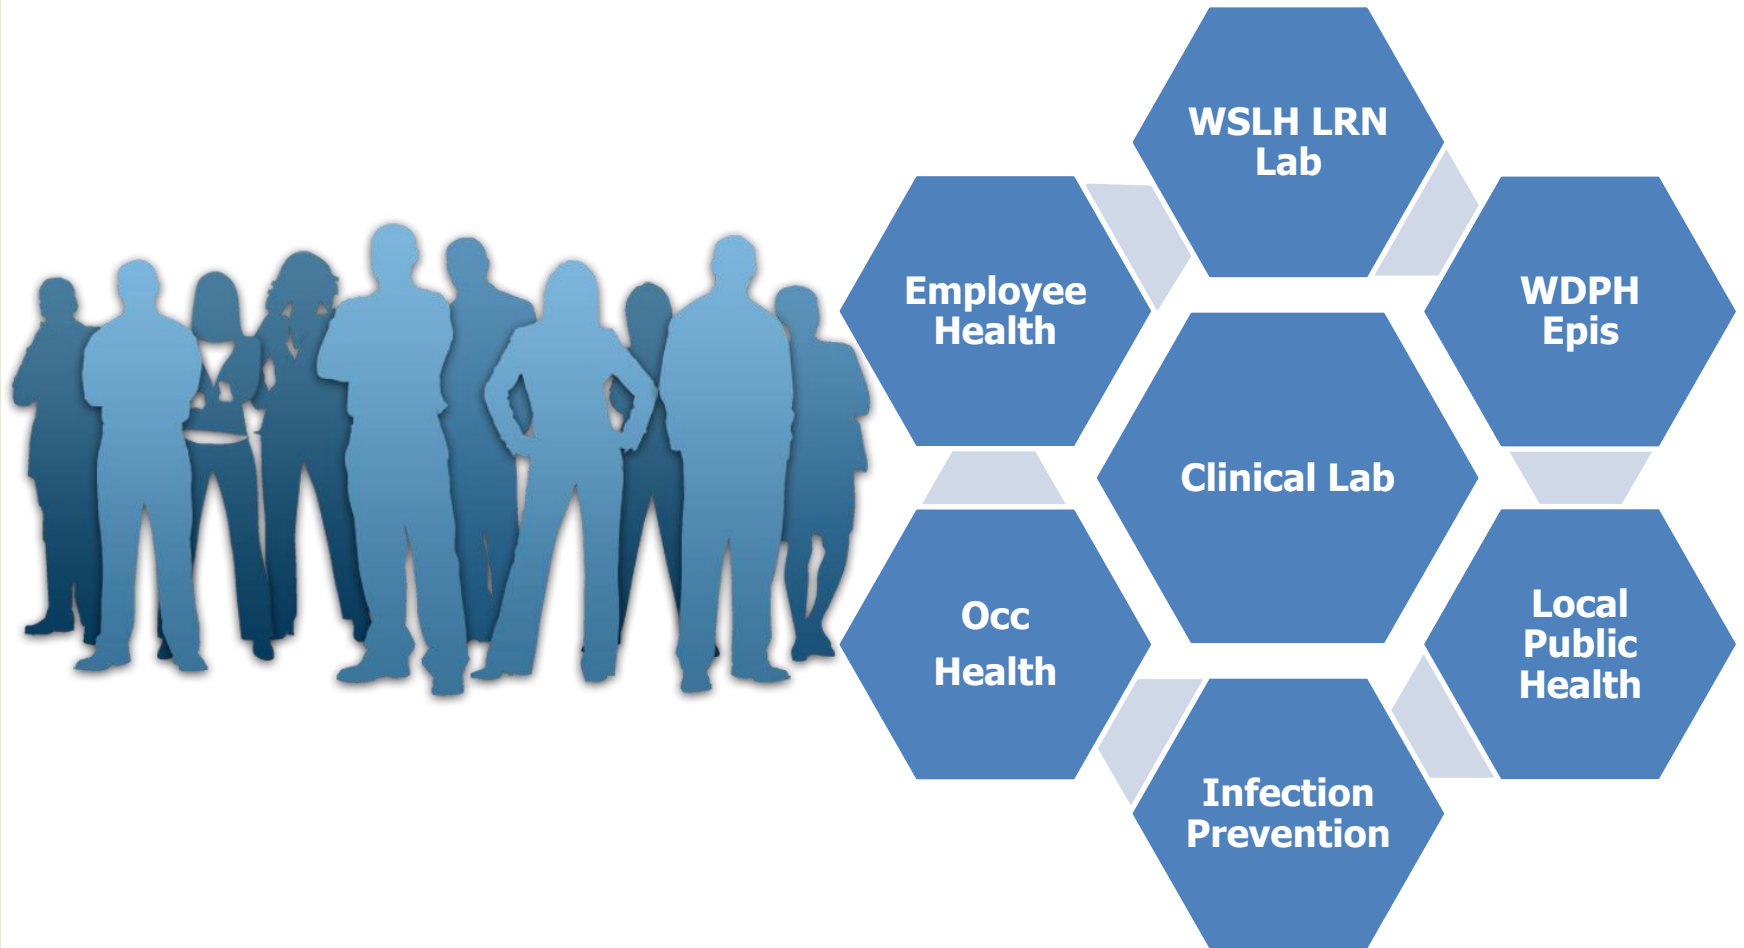 WSLH LRN
Lab
Employee
Health
WDPH
Epis
Clinical Lab
Occ
Health
Local
Public
Health
Infection
Prevention